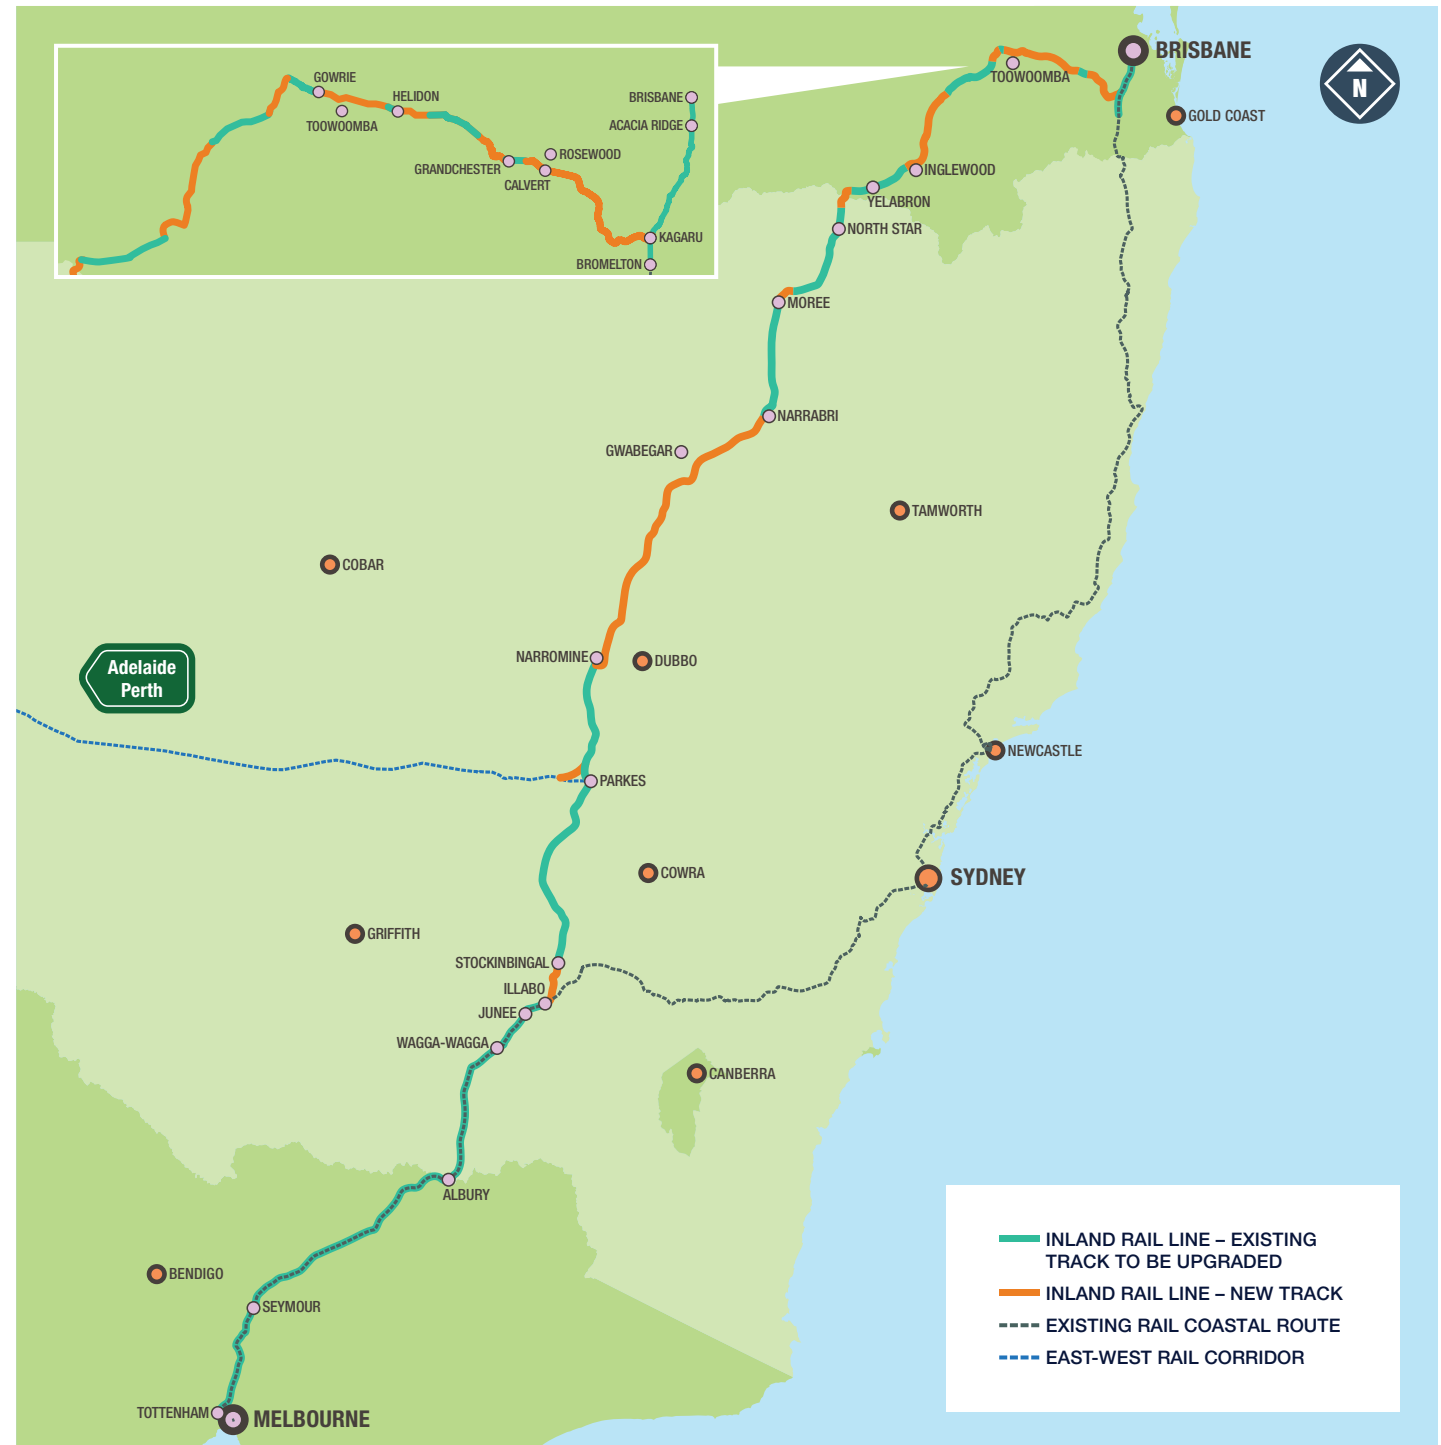 BRISBANE
N
GOWRIE
TOOWOOMBA
HELIDON
BRISBANE
ACACIA RIDGE
TOOWOOMBA
GOLD COAST
ROSEWOOD
GRANDCHESTER
CALVERT
INGLEWOOD
YELABRON
NORTH STAR
KAGARU
BROMELTON
MOREE
NARRABRI
GWABEGAR
TAMWORTH
COBAR
NARROMINE
DUBBO
Adelaide
Perth
NEWCASTLE
PARKES
COWRA
SYDNEY
GRIFFITH
STOCKINBINGAL
ILLABO
JUNEE
WAGGA-WAGGA
CANBERRA
ALBURY
BENDIGO
SEYMOUR
TOTTENHAM
MELBOURNE
INLAND RAIL LINE – EXISTING
TRACK TO BE UPGRADED
INLAND RAIL LINE – NEW TRACK
EXISTING RAIL COASTAL ROUTE
EAST-WEST RAIL CORRIDOR